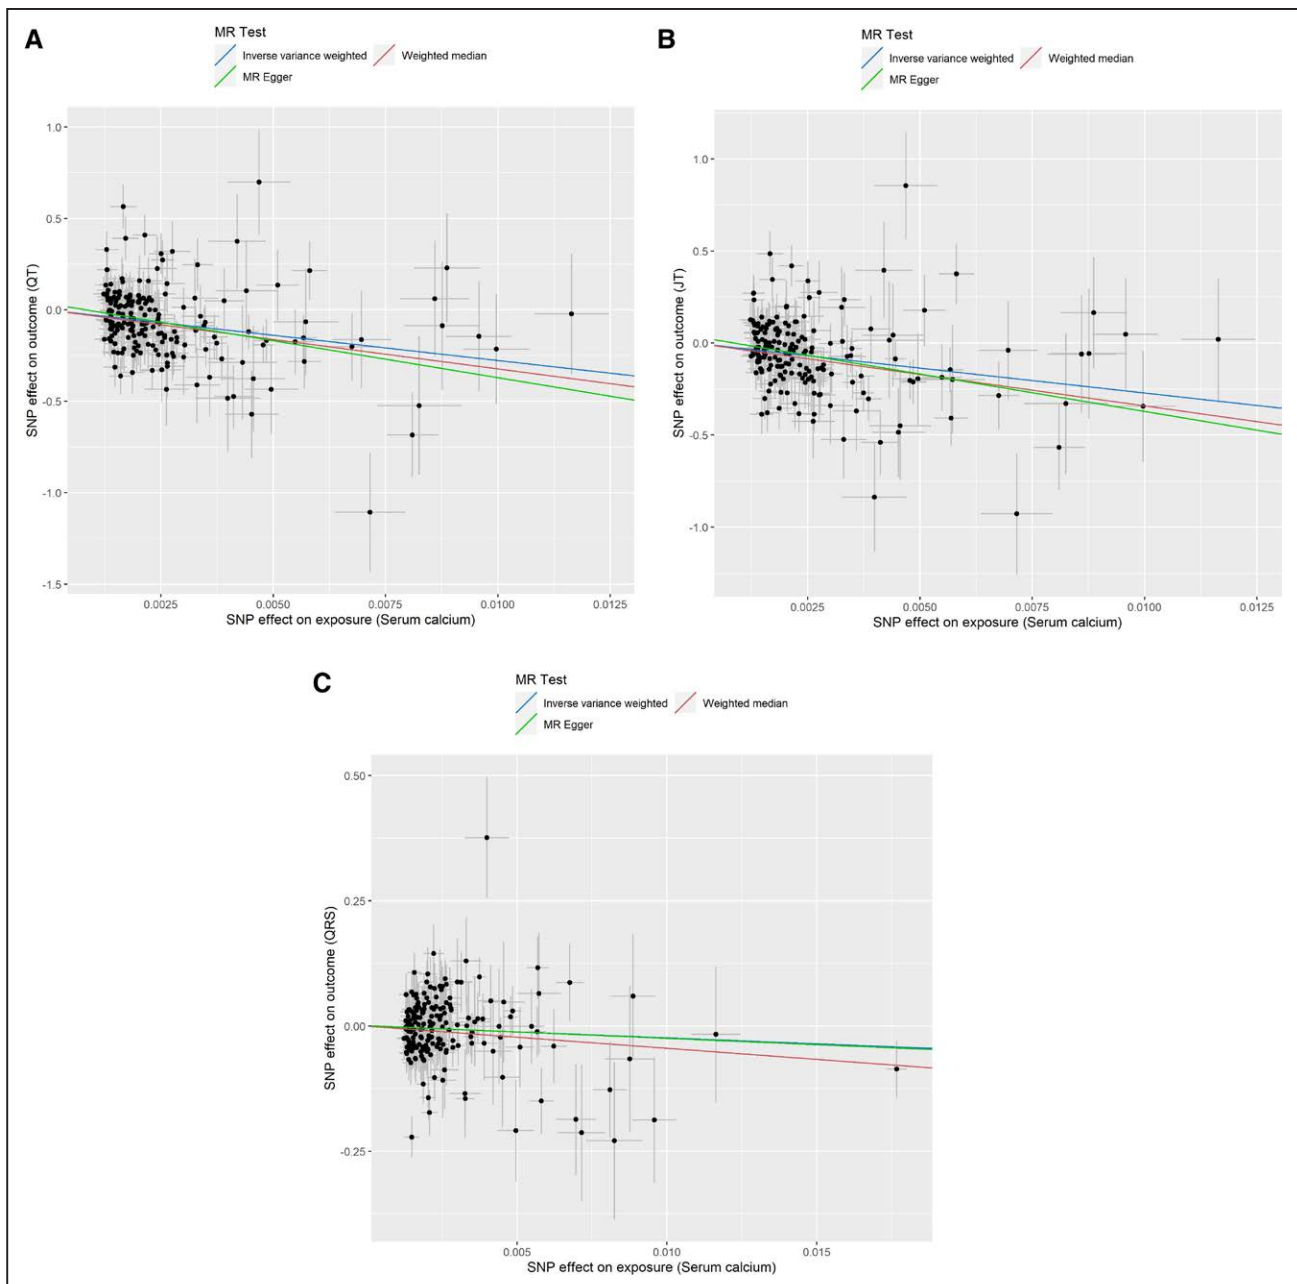 A
MR Test
Inverse variance weighted
Weighted median
MR Egger
SNP effect on outcome (QT)
1.0
0.5
0.0
-0.5
-1.0
-1.5
0.0025
0.0050
0.0075
0.0100
0.0125
SNP effect on exposure (Serum calcium)
B
MR Test
Inverse variance weighted
Weighted median
MR Egger
SNP effect on outcome (JT)
1.0
0.5
0.0
-0.5
-1.0
0.0025
0.0050
0.0075
0.0100
0.0125
SNP effect on exposure (Serum calcium)
C
MR Test
Inverse variance weighted
Weighted median
MR Egger
SNP effect on outcome (QRS)
0.50
0.25
0.00
-0.25
0.005
0.010
0.015
SNP effect on exposure (Serum calcium)